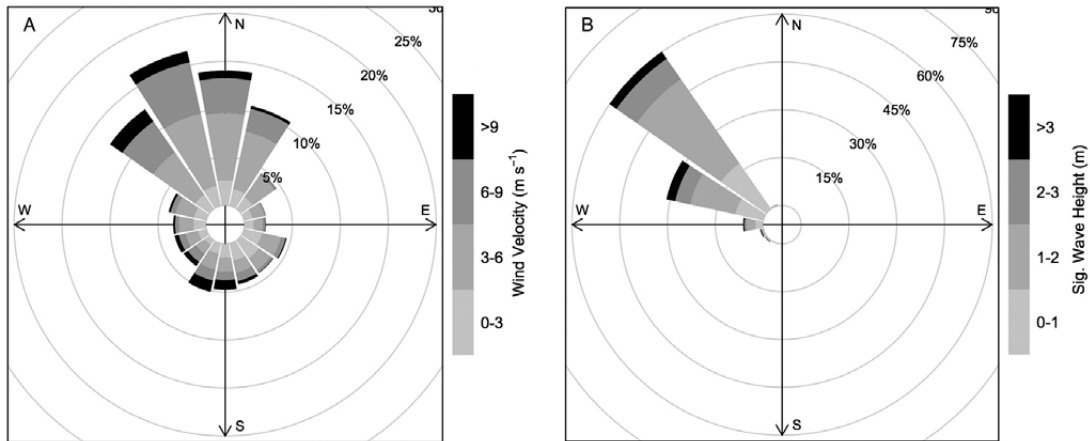 A
N
25%
20%
15%
10%
5%
W
E
S
>9
6-9
3-6
0-3
Wind Velocity (m s⁻¹)
B
N
75%
60%
45%
30%
15%
W
E
S
>3
2-3
1-2
0-1
Sig. Wave Height (m)